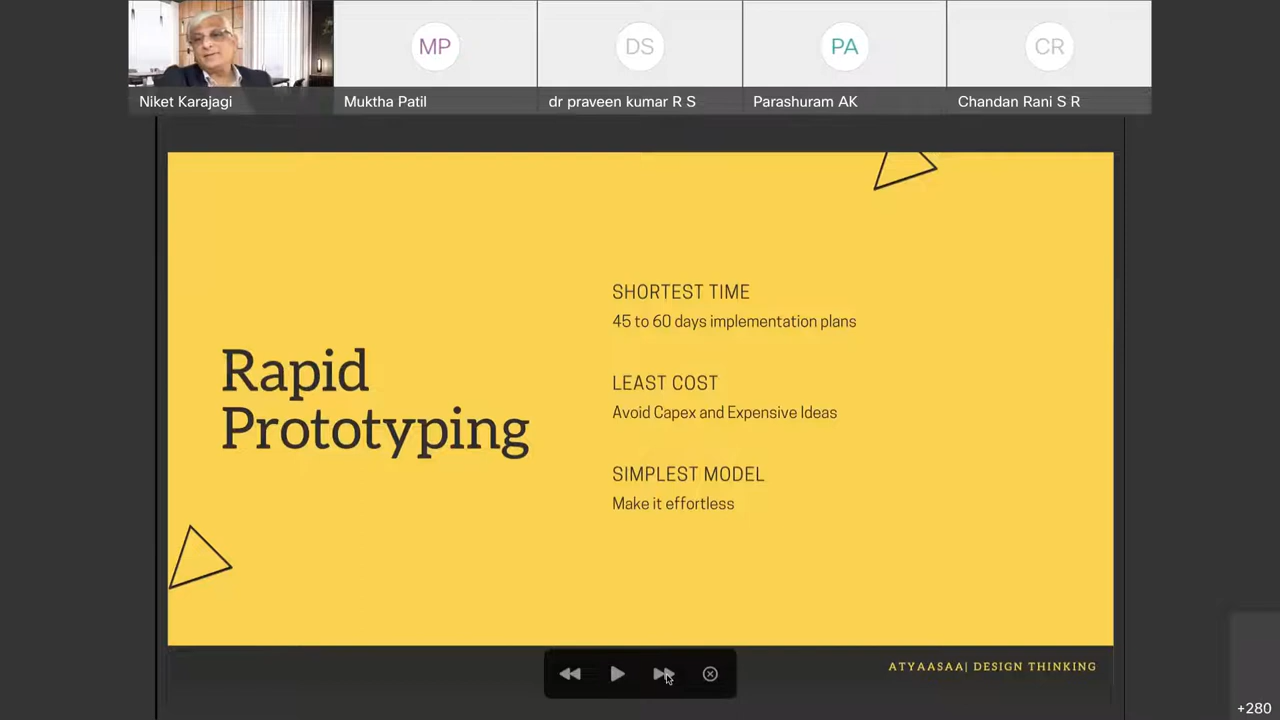 MP
DS
PA
CR
Niket Karajagi
Muktha Patil
dr praveen kumar R S
Parashuram AK
Chandan Rani S R
Rapid
Prototyping
SHORTEST TIME
45 to 60 days implementation plans
LEAST COST
Avoid Capex and Expensive Ideas
SIMPLEST MODEL
Make it effortless
ATYAASAA| DESIGN THINKING
+280